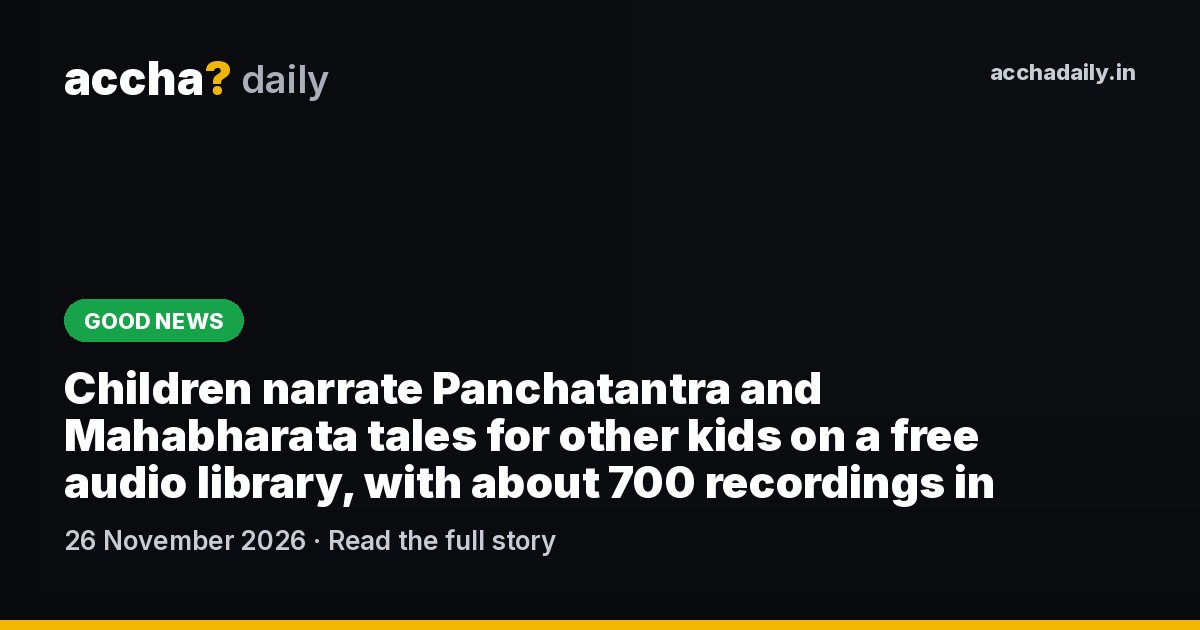 accha? daily
acchadaily.in
GOOD NEWS
Children narrate Panchatantra and
Mahabharata tales for other kids on a free
audio library, with about 700 recordings in
26 November 2026 · Read the full story